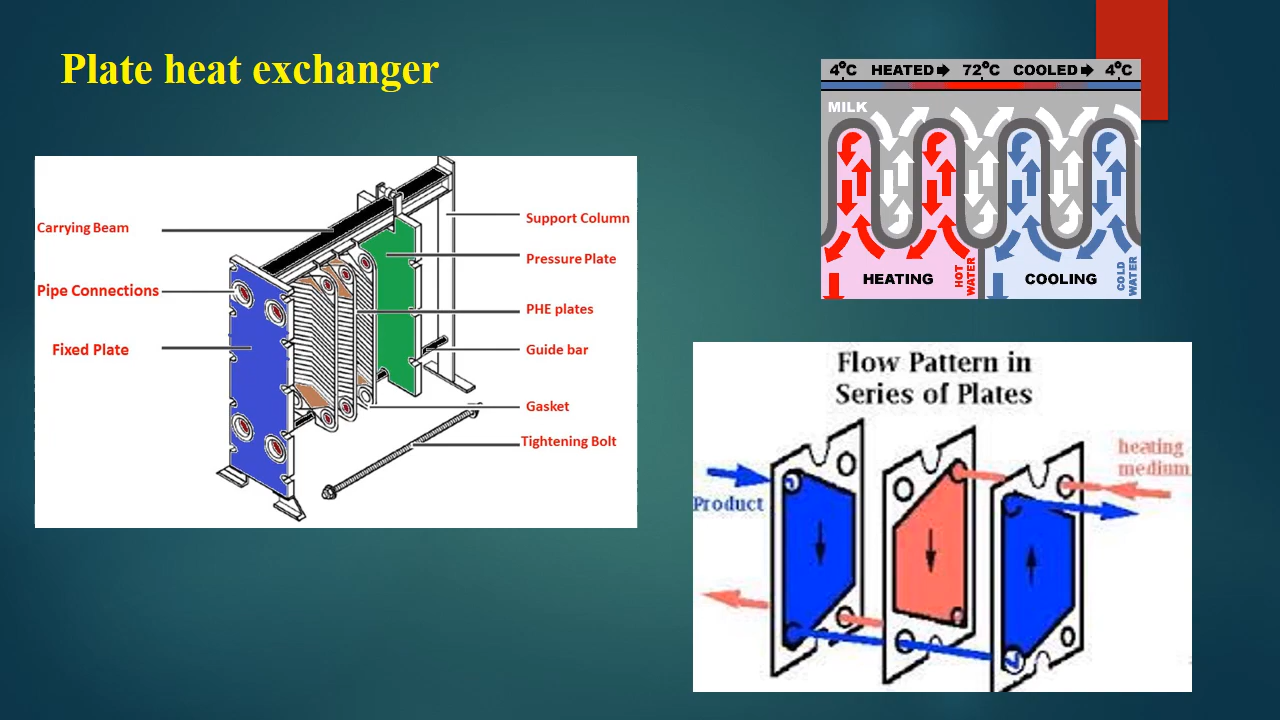 Plate heat exchanger
4°C HEATED 72°C COOLED 4°C
MILK
HEATING
HOT WATER
COOLING
COLD WATER
Carrying Beam
Pipe Connections
Fixed Plate
Support Column
Pressure Plate
PHE plates
Guide bar
Gasket
Tightening Bolt
Flow Pattern in
Series of Plates
heating
medium
Product